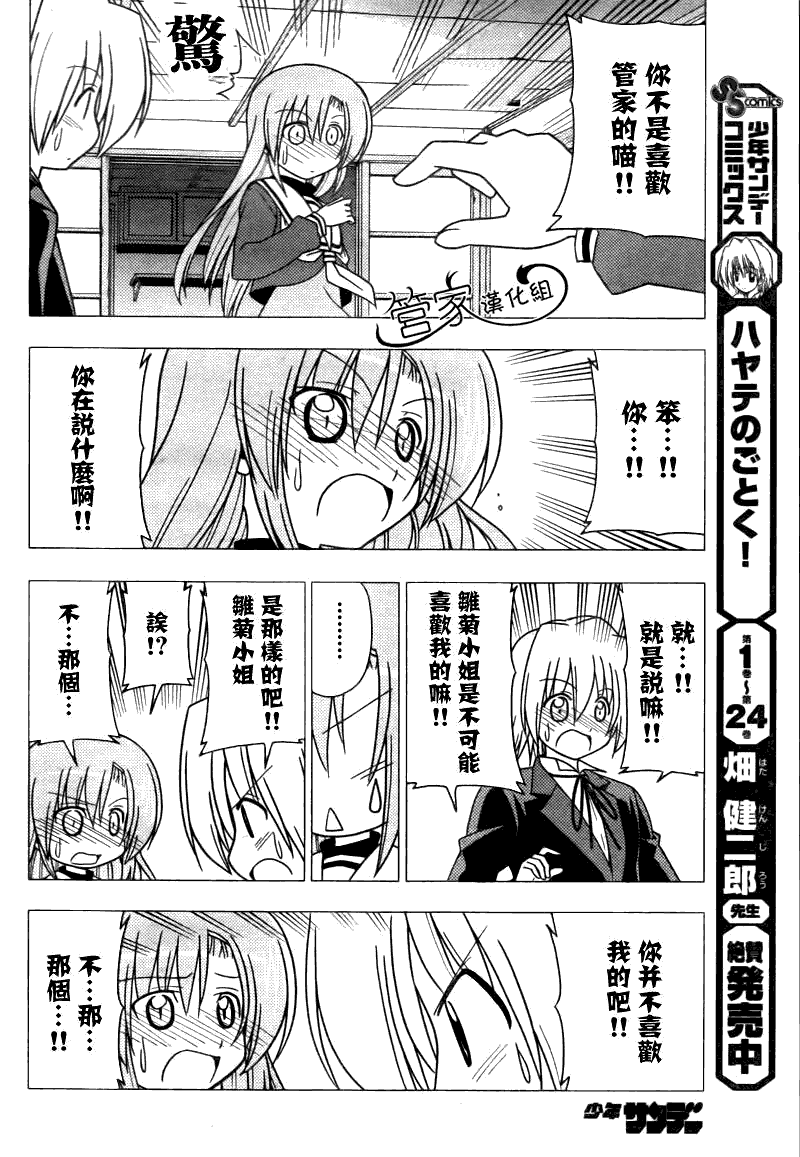 你不是喜歡
管家的喵!!
驚
管家漢化組
笨…!!
你…!!
你在說什麼啊!!
就…!!
就是說嘛!!
雛菊小姐是不可能
喜歡我的嘛!!
……
是那樣的吧!!
雛菊小姐
誒!?
不…那個…
你并不喜歡
我的吧!!
不…那
那個…!!
少年サンデー
SS comics
少年サンデー
コミックス
ハヤテのごとく!
第1巻〜第24巻
畑健二郎
はた けん じ ろう
先生
絶賛
発売中